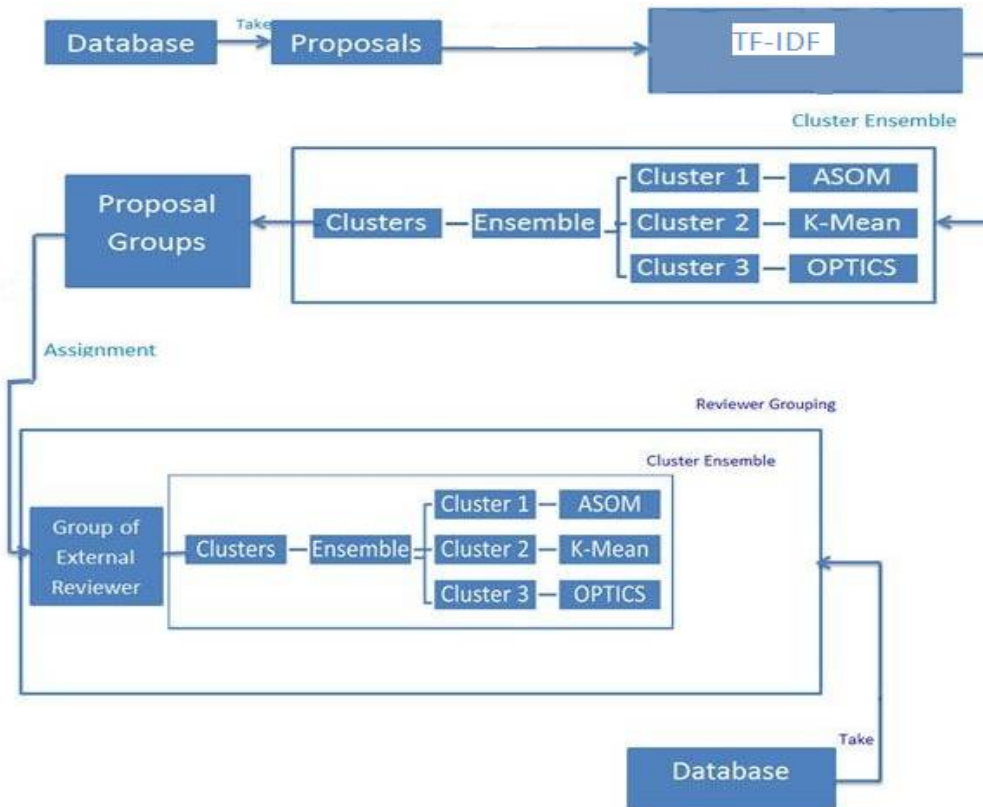 Database
Take
Proposals
TF-IDF
Cluster Ensemble
Proposal
Groups
Clusters
Ensemble
Cluster 1
ASOM
Cluster 2
K-Mean
Cluster 3
OPTICS
Assignment
Reviewer Grouping
Cluster Ensemble
Group of
External
Reviewer
Clusters
Ensemble
Cluster 1
ASOM
Cluster 2
K-Mean
Cluster 3
OPTICS
Take
Database